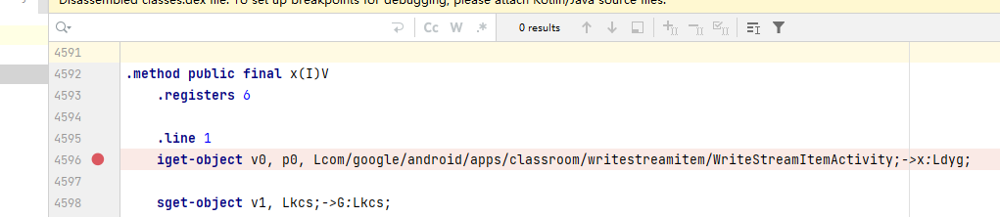 Disassembled classes.dex file. To set up breakpoints for debugging, please attach Kotlin/Java source files.
Cc W .* 0 results
4591
4592 .method public final x(I)V
4593 .registers 6
4594
4595 .line 1
4596 iget-object v0, p0, Lcom/google/android/apps/classroom/writestreamitem/WriteStreamItemActivity;->x:Ldyg;
4597
4598 sget-object v1, Lkcs;->G:Lkcs;